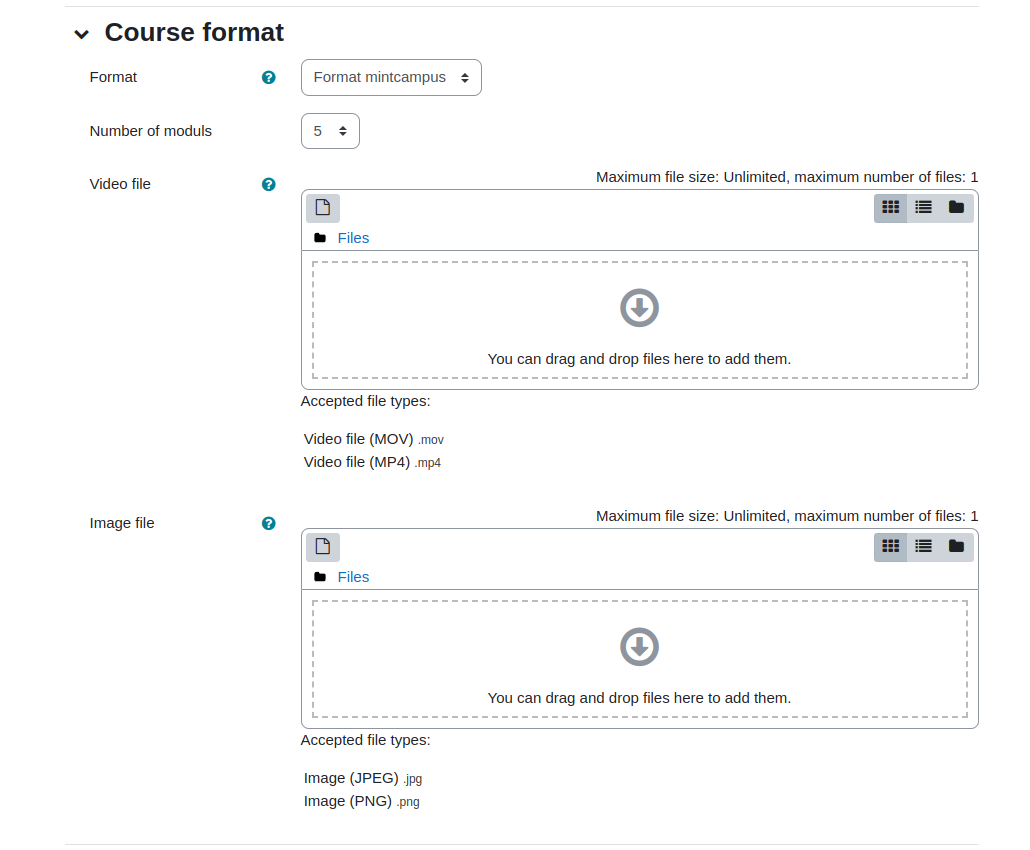 Course format
Format
Format mintcampus
Number of moduls
5
Video file
Maximum file size: Unlimited, maximum number of files: 1
Files
You can drag and drop files here to add them.
Accepted file types:
Video file (MOV) .mov
Video file (MP4) .mp4
Image file
Maximum file size: Unlimited, maximum number of files: 1
Files
You can drag and drop files here to add them.
Accepted file types:
Image (JPEG) .jpg
Image (PNG) .png